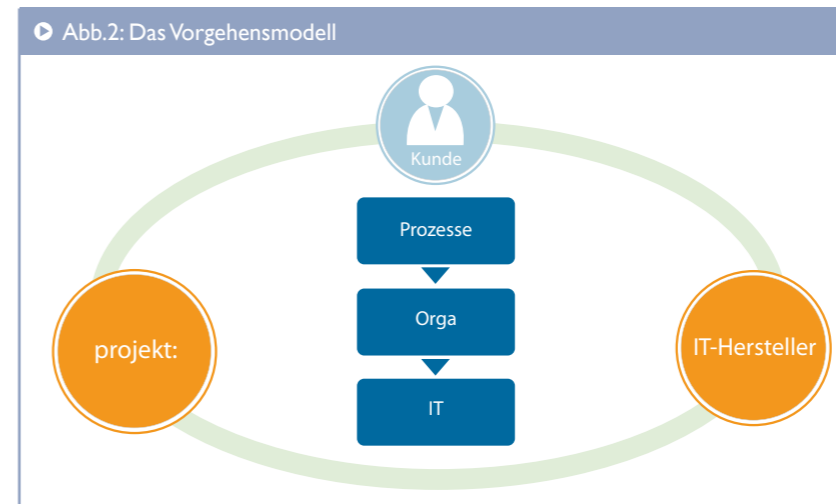 Abb.2: Das Vorgehensmodell
Kunde
Prozesse
Orga
IT
projekt:
IT-Hersteller